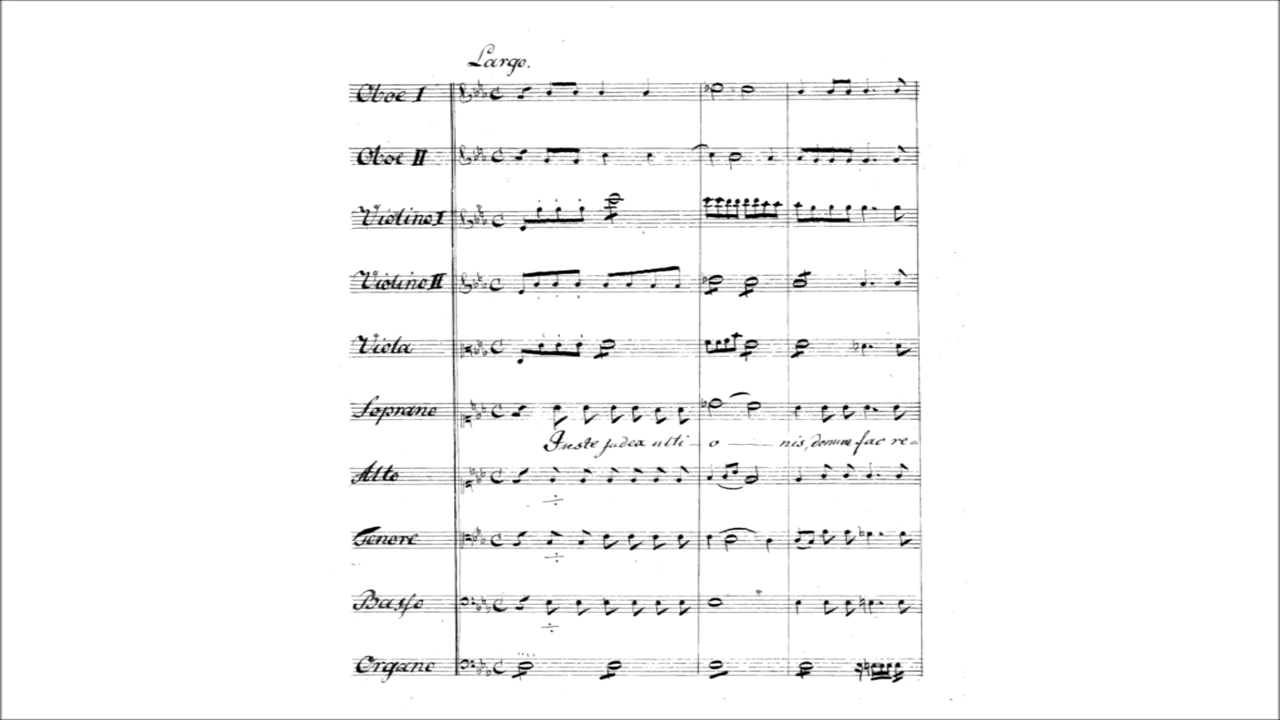 Largo.
Oboe I
Oboe II
Violino I
Violino II
Viola
Soprano
Juste judex ulti - o - nis, donum fac re=
Alto
Tenore
Basso
Organo